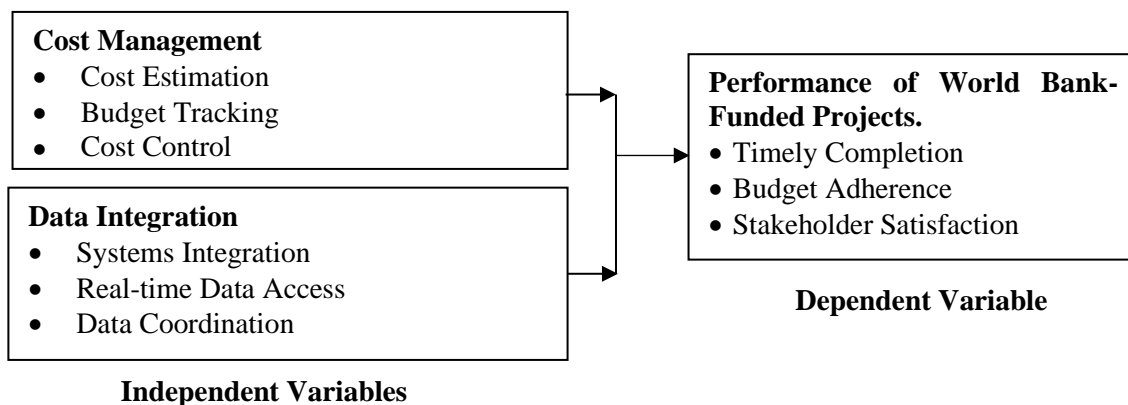 Cost Management
• Cost Estimation
• Budget Tracking
• Cost Control
Data Integration
• Systems Integration
• Real-time Data Access
• Data Coordination
Independent Variables
Performance of World Bank-
Funded Projects.
• Timely Completion
• Budget Adherence
• Stakeholder Satisfaction
Dependent Variable